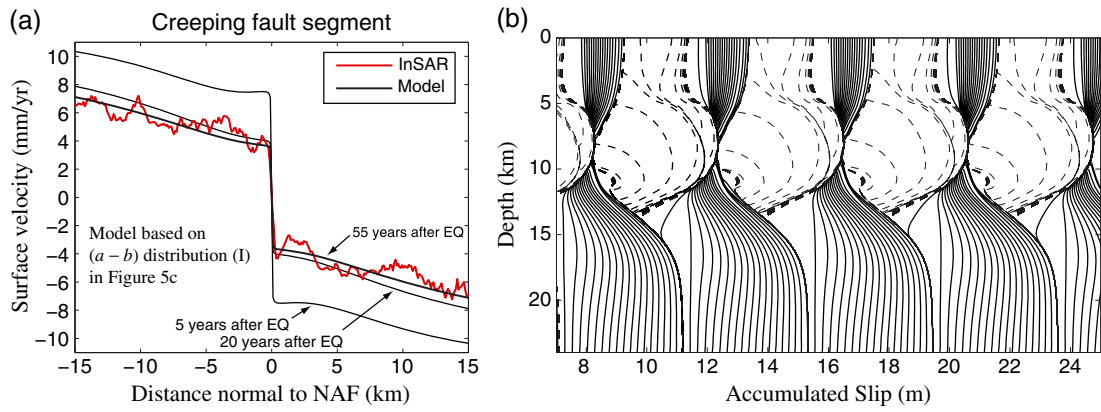 (a)
Creeping fault segment
10
8
6
4
2
0
−2
−4
−6
−8
−10
Surface velocity (mm/yr)
InSAR
Model
Model based on
(a − b) distribution (I)
in Figure 5c
55 years after EQ
5 years after EQ
20 years after EQ
−15
−10
−5
0
5
10
15
Distance normal to NAF (km)
(b)
0
5
10
15
20
Depth (km)
8
10
12
14
16
18
20
22
24
Accumulated Slip (m)